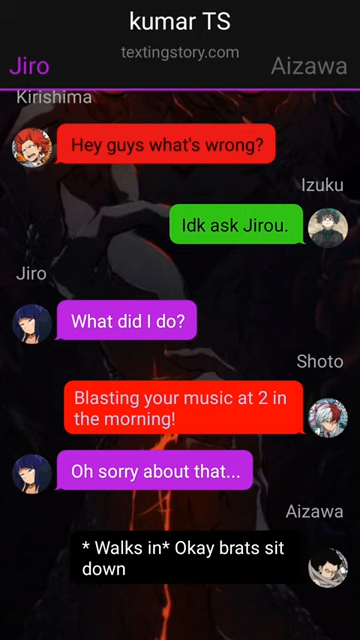 kumar TS
textingstory.com
Jiro
Aizawa
Kirishima
Hey guys what's wrong?
Izuku
Idk ask Jirou.
Jiro
What did I do?
Shoto
Blasting your music at 2 in
the morning!
Oh sorry about that...
Aizawa
* Walks in* Okay brats sit
down